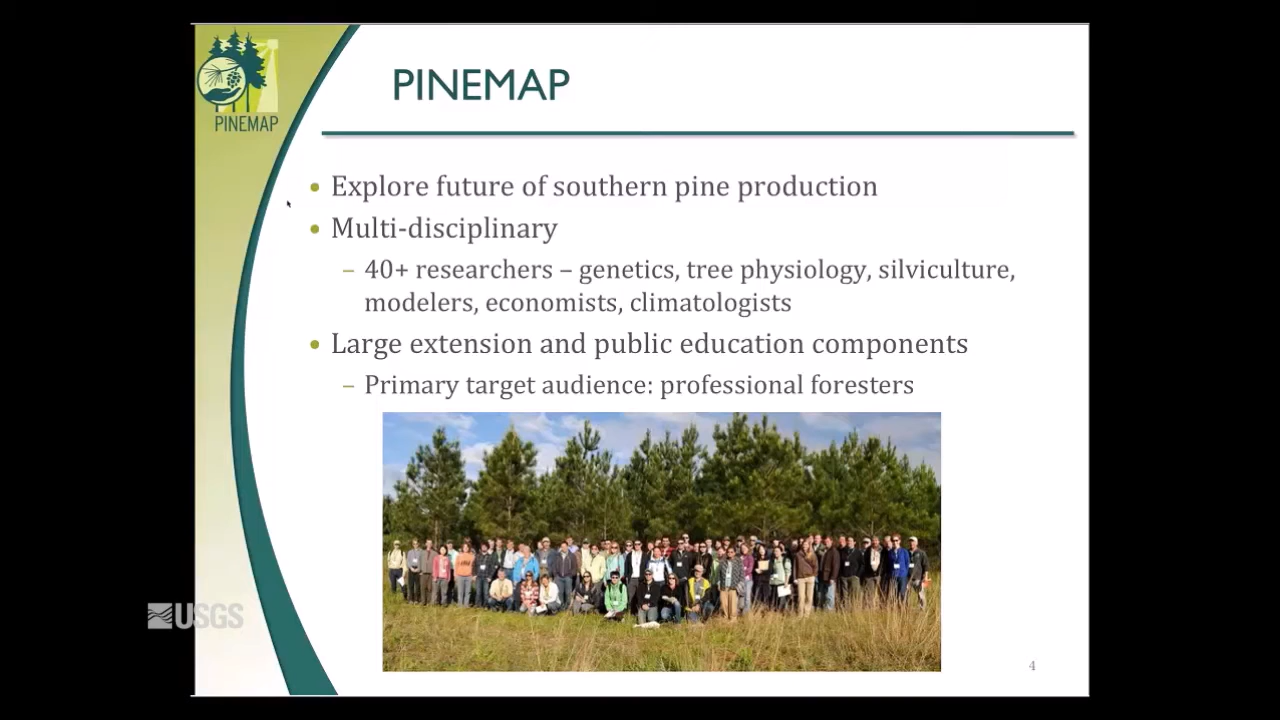 PINEMAP
PINEMAP
• Explore future of southern pine production
• Multi-disciplinary
– 40+ researchers – genetics, tree physiology, silviculture,
modelers, economists, climatologists
• Large extension and public education components
– Primary target audience: professional foresters
USGS
4